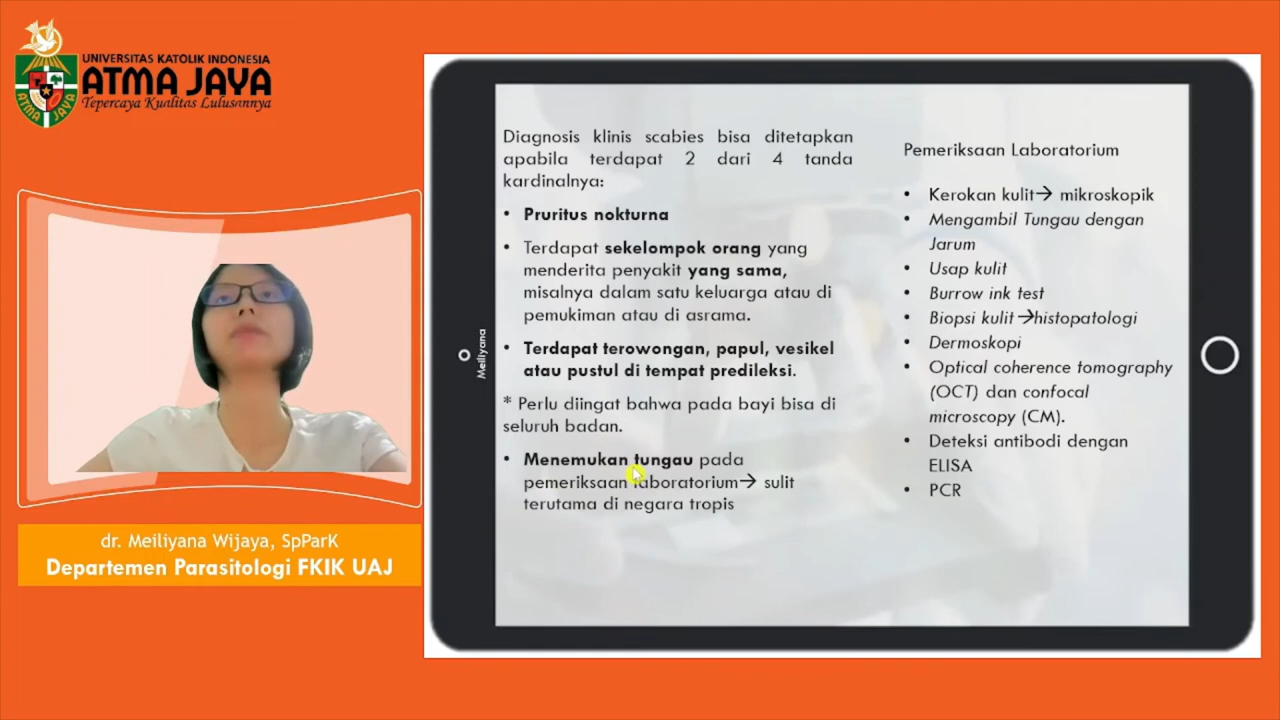 UNIVERSITAS KATOLIK INDONESIA
ATMA JAYA
Tepercaya Kualitas Lulusannya
ATMA JAYA
dr. Meiliyana Wijaya, SpParK
Departemen Parasitologi FKIK UAJ
Meiliyana
Diagnosis klinis scabies bisa ditetapkan
apabila terdapat 2 dari 4 tanda
kardinalnya:
• Pruritus nokturna
• Terdapat sekelompok orang yang
menderita penyakit yang sama,
misalnya dalam satu keluarga atau di
pemukiman atau di asrama.
• Terdapat terowongan, papul, vesikel
atau pustul di tempat predileksi.
* Perlu diingat bahwa pada bayi bisa di
seluruh badan.
• Menemukan tungau pada
pemeriksaan laboratorium→ sulit
terutama di negara tropis
Pemeriksaan Laboratorium
• Kerokan kulit→ mikroskopik
• Mengambil Tungau dengan
Jarum
• Usap kulit
• Burrow ink test
• Biopsi kulit→histopatologi
• Dermoskopi
• Optical coherence tomography
(OCT) dan confocal
microscopy (CM).
• Deteksi antibodi dengan
ELISA
• PCR